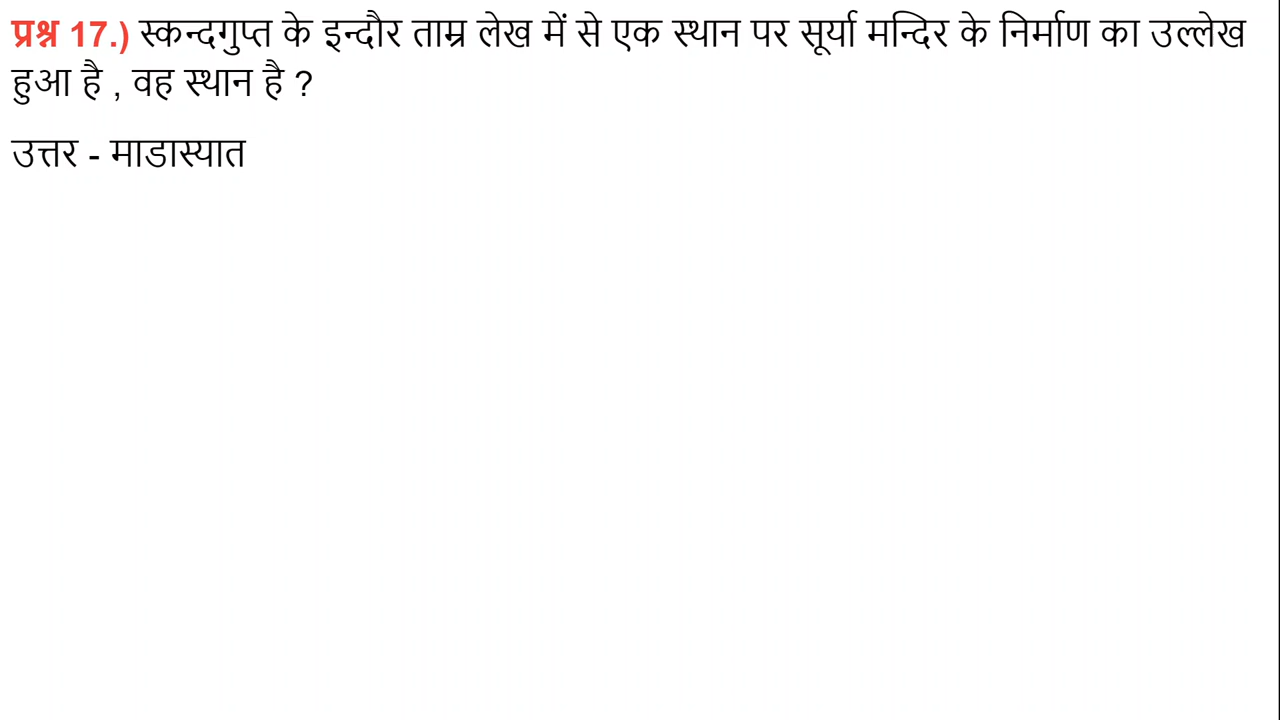 प्रश्न 17.) स्कन्दगुप्त के इन्दौर ताम्र लेख में से एक स्थान पर सूर्या मन्दिर के निर्माण का उल्लेख
हुआ है , वह स्थान है ?
उत्तर - माडास्यात